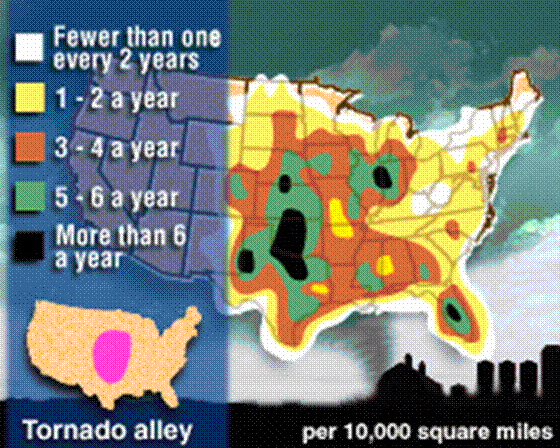 Fewer than one
every 2 years
1 - 2 a year
3 - 4 a year
5 - 6 a year
More than 6
a year
Tornado alley
per 10,000 square miles